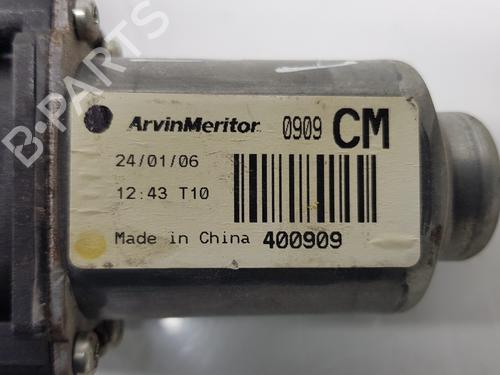 B-PARTS
ArvinMeritor 0909 CM
24/01/06
12:43 T10
Made in China 400909